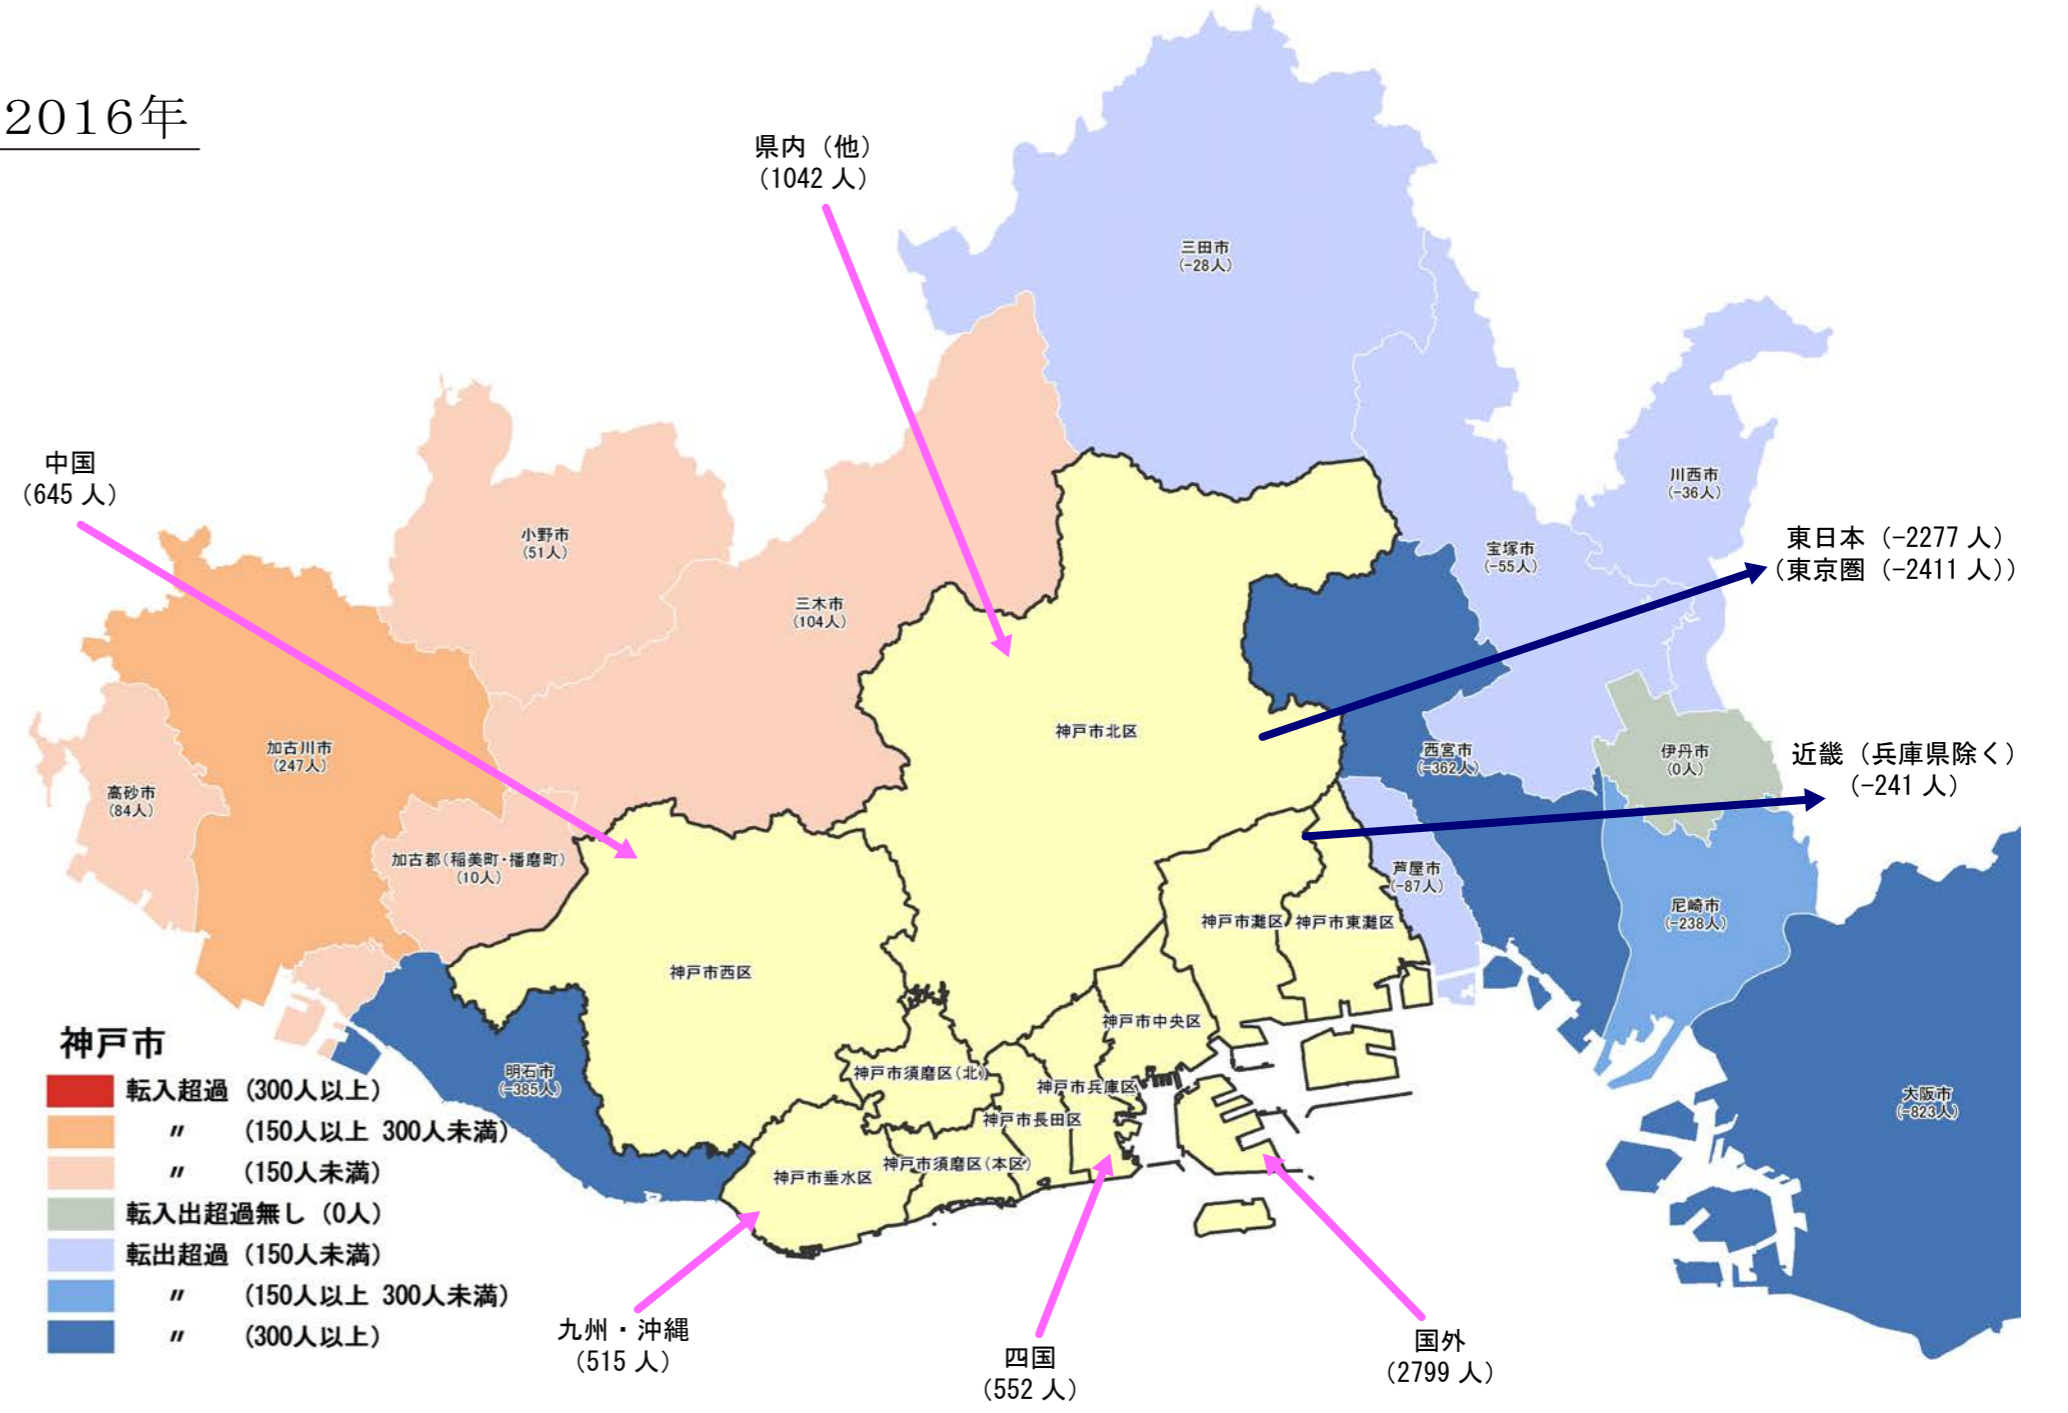 2016年
県内（他）
（1042 人）
三田市
(-28人)
中国
（645 人）
小野市
(51人)
川西市
(-36人)
東日本（-2277 人）
（東京圏（-2411 人））
宝塚市
(-55人)
三木市
(104人)
神戸市北区
加古川市
(247人)
西宮市
(-362人)
伊丹市
(0人)
近畿（兵庫県除く）
（-241 人）
高砂市
(84人)
加古郡(稲美町・播磨町)
(10人)
芦屋市
(-87人)
尼崎市
(-238人)
神戸市灘区
神戸市東灘区
神戸市西区
神戸市中央区
神戸市須磨区(北)
神戸市兵庫区
明石市
(-385人)
大阪市
(-823人)
神戸市長田区
神戸市須磨区(本区)
神戸市垂水区
神戸市
転入超過（300人以上）
〃（150人以上 300人未満）
〃（150人未満）
転入出超過無し（0人）
転出超過（150人未満）
〃（150人以上 300人未満）
〃（300人以上）
九州・沖縄
（515 人）
四国
（552 人）
国外
（2799 人）